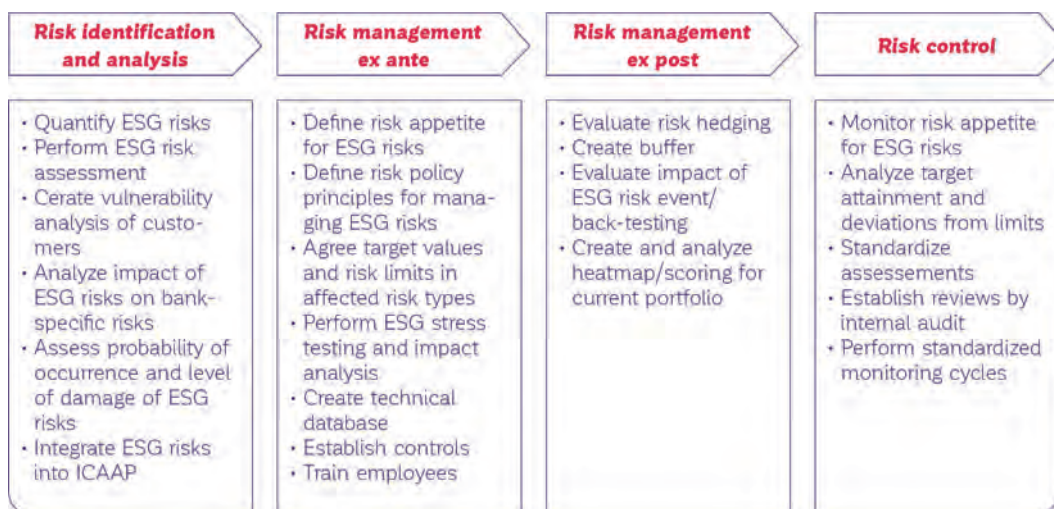 Risk identification
and analysis
• Quantify ESG risks
• Perform ESG risk
assessment
• Cerate vulnerability
analysis of custo-
mers
• Analyze impact of
ESG risks on bank-
specific risks
• Assess probability of
occurrence and level
of damage of ESG
risks
• Integrate ESG risks
into ICAAP
Risk management
ex ante
• Define risk appetite
for ESG risks
• Define risk policy
principles for mana-
ging ESG risks
• Agree target values
and risk limits in
affected risk types
• Perform ESG stress
testing and impact
analysis
• Create technical
database
• Establish controls
• Train employees
Risk management
ex post
• Evaluate risk hedging
• Create buffer
• Evaluate impact of
ESG risk event/
back-testing
• Create and analyze
heatmap/scoring for
current portfolio
Risk control
• Monitor risk appetite
for ESG risks
• Analyze target
attainment and
deviations from limits
• Standardize
assessements
• Establish reviews by
internal audit
• Perform standardized
monitoring cycles